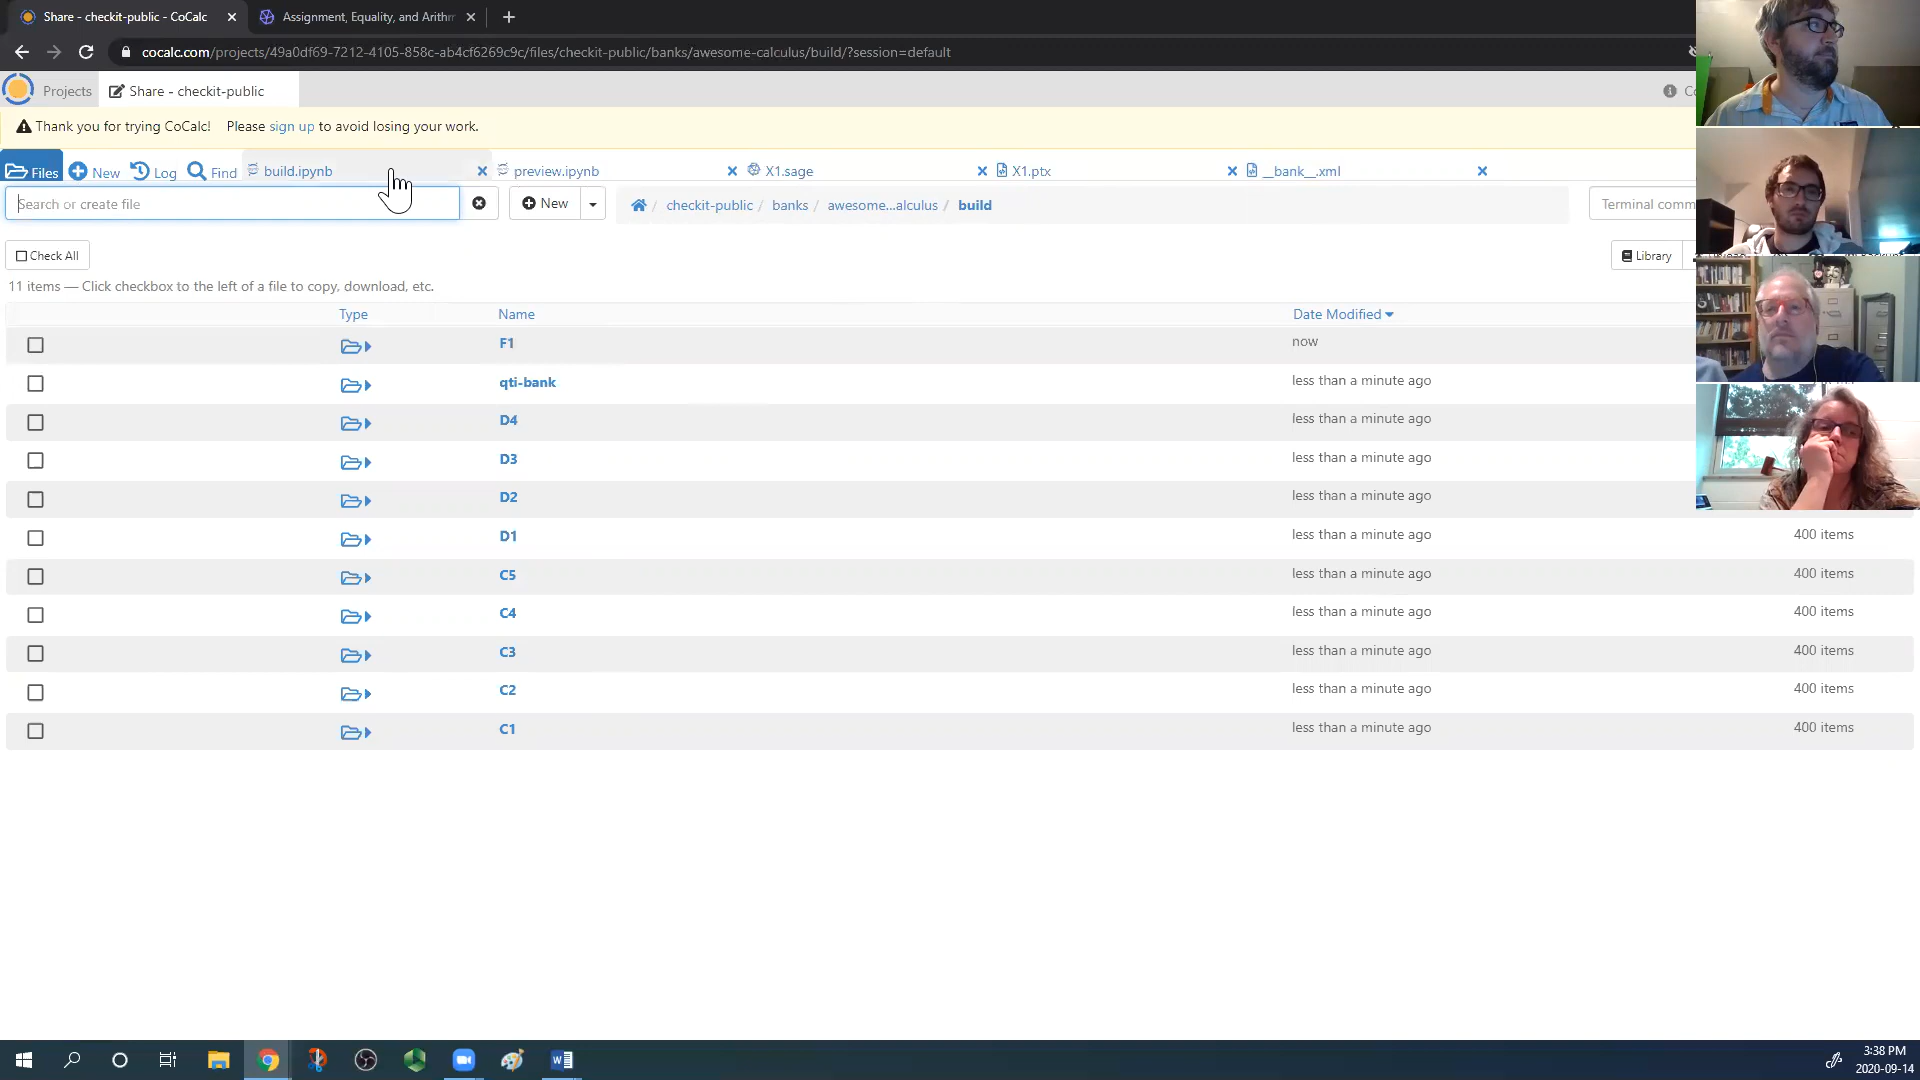 Share - checkit-public - CoCalc
Assignment, Equality, and Arithm
cocalc.com/projects/49a0df69-7212-4105-858c-ab4cf6269c9c/files/checkit-public/banks/awesome-calculus/build/?session=default
Projects
Share - checkit-public
Thank you for trying CoCalc! Please sign up to avoid losing your work.
Files
New
Log
Find
build.ipynb
preview.ipynb
X1.sage
X1.ptx
__bank__.xml
Search or create file
New
/ checkit-public / banks / awesome...alculus / build
Terminal comm
Check All
Library
11 items — Click checkbox to the left of a file to copy, download, etc.
Type Name Date Modified
F1 now
qti-bank less than a minute ago
D4 less than a minute ago
D3 less than a minute ago
D2 less than a minute ago
D1 less than a minute ago 400 items
C5 less than a minute ago 400 items
C4 less than a minute ago 400 items
C3 less than a minute ago 400 items
C2 less than a minute ago 400 items
C1 less than a minute ago 400 items
3:38 PM
2020-09-14